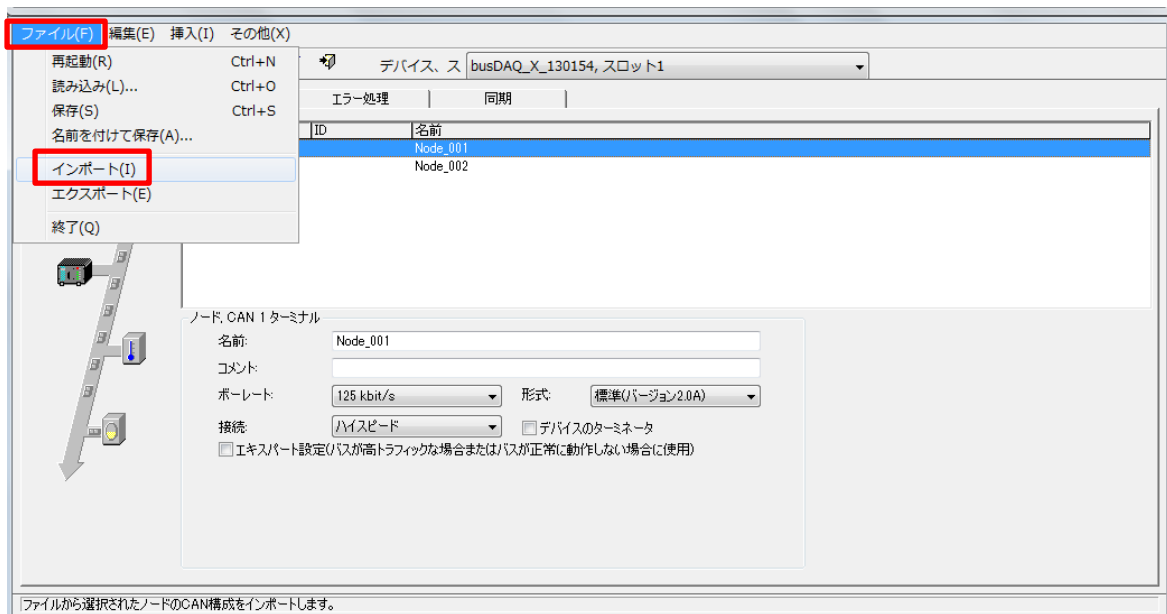 ファイル(F) 編集(E) 挿入(I) その他(X)
再起動(R) Ctrl+N
読み込み(L)... Ctrl+O
保存(S) Ctrl+S
名前を付けて保存(A)...
インポート(I)
エクスポート(E)
終了(Q)
デバイス、ス busDAQ_X_130154, スロット1
エラー処理 同期
ID 名前
Node_001
Node_002
ノード, CAN 1 ターミナル
名前: Node_001
コメント:
ボーレート: 125 kbit/s 形式: 標準(バージョン2.0A)
接続: ハイスピード デバイスのターミネータ
エキスパート設定(バスが高トラフィックな場合またはバスが正常に動作しない場合に使用)
ファイルから選択されたノードのCAN構成をインポートします。